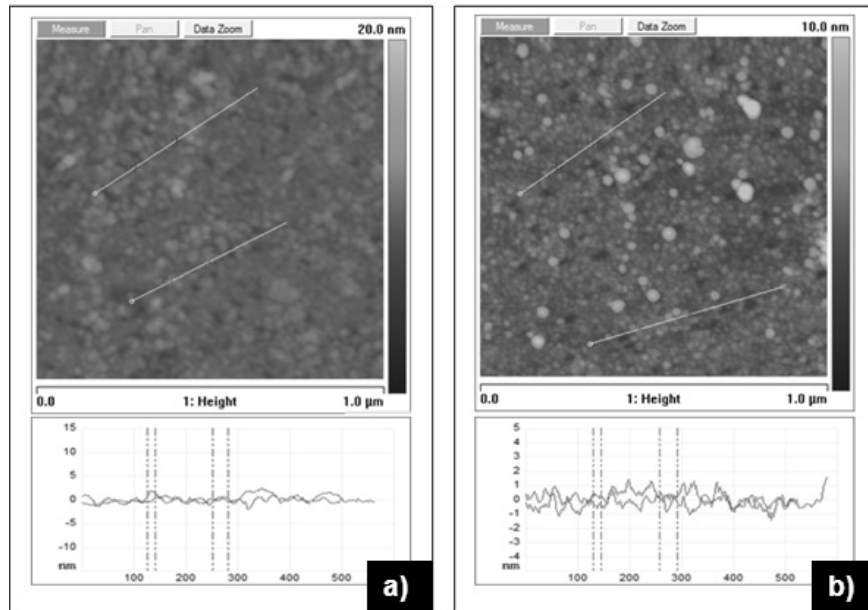 Measure Pan Data Zoom 20.0 nm
0.0 1: Height 1.0 µm
15
10
5
0
-5
-10
nm 100 200 300 400 500
a)
Measure Pan Data Zoom 10.0 nm
0.0 1: Height 1.0 µm
5
4
3
2
1
0
-1
-2
-3
-4
nm 100 200 300 400 500
b)